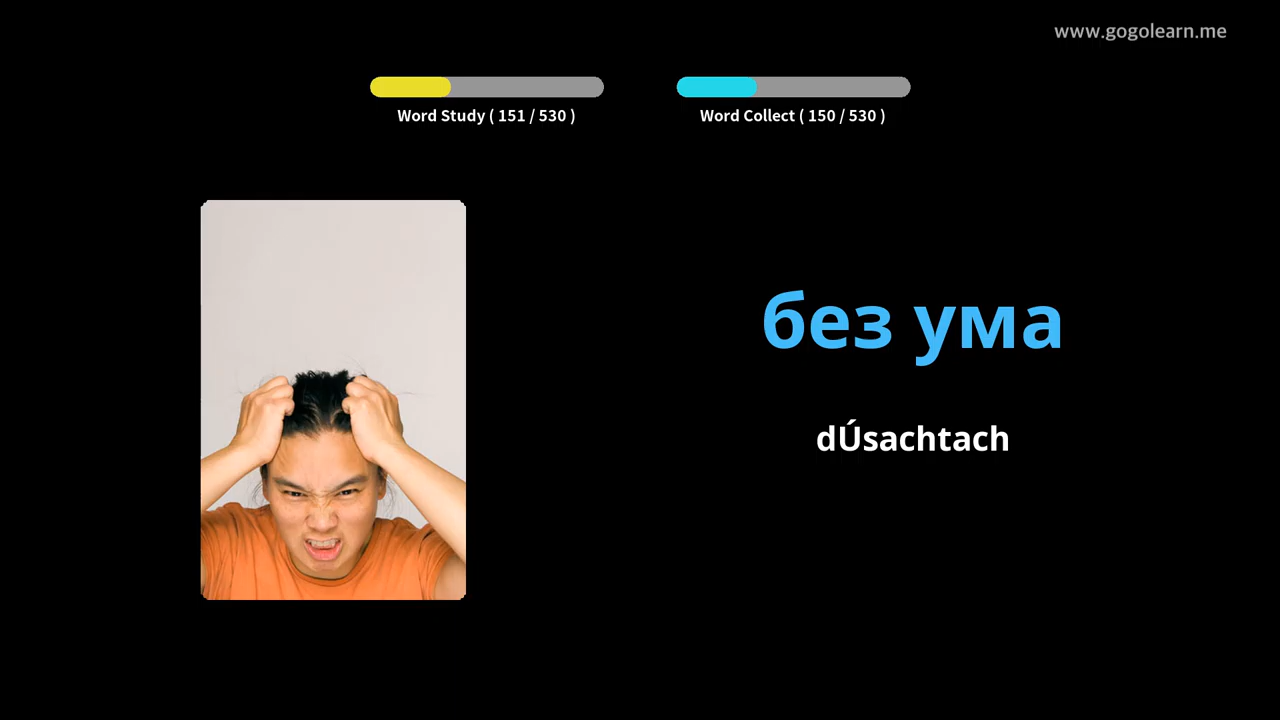 www.gogolearn.me
Word Study ( 151 / 530 )
Word Collect ( 150 / 530 )
без ума
dÚsachtach